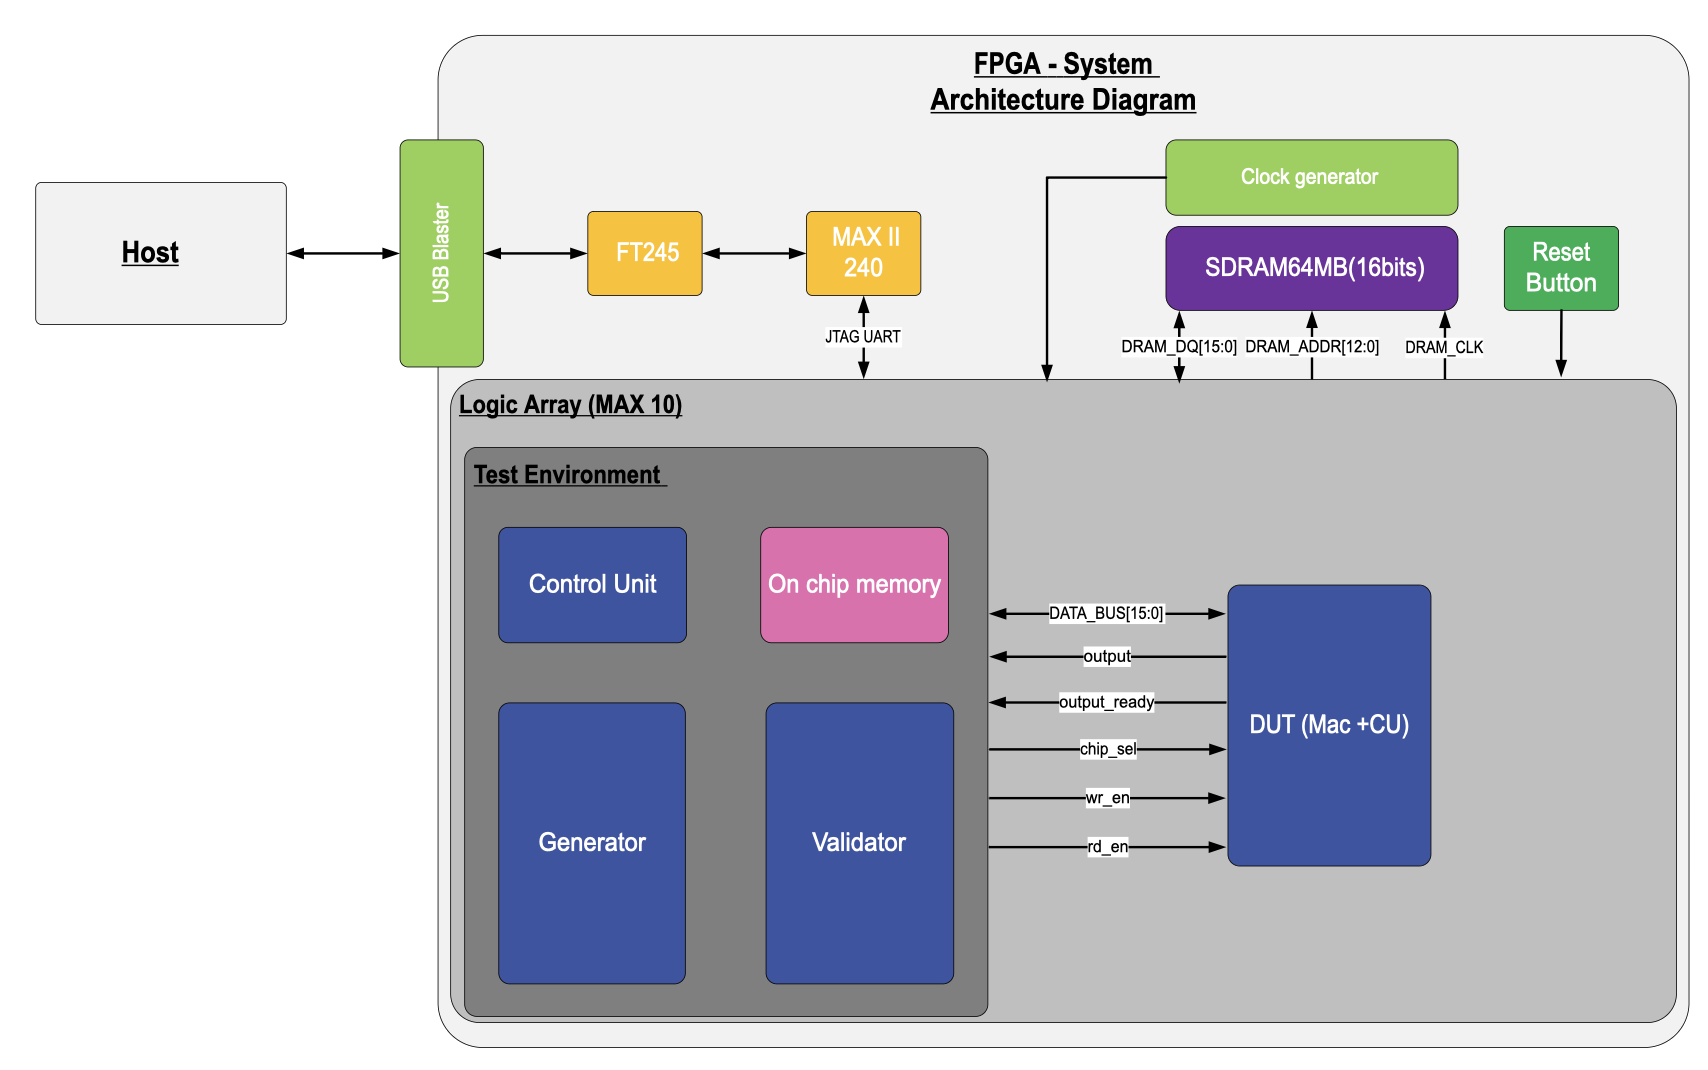 FPGA - System
Architecture Diagram
Clock generator
Host
USB Blaster
FT245
MAX II
240
SDRAM64MB(16bits)
Reset
Button
JTAG UART
DRAM_DQ[15:0]
DRAM_ADDR[12:0]
DRAM_CLK
Logic Array (MAX 10)
Test Environment
Control Unit
On chip memory
DATA_BUS[15:0]
output
output_ready
chip_sel
wr_en
rd_en
DUT (Mac +CU)
Generator
Validator